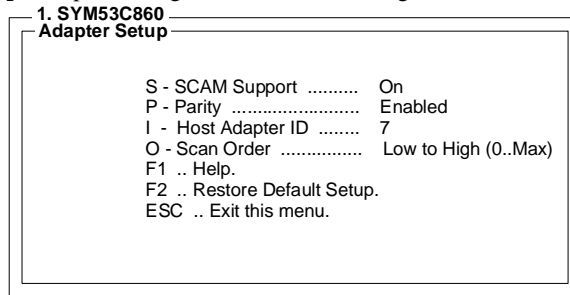 1. SYM53C860
Adapter Setup
S - SCAM Support .......... On
P - Parity ........................ Enabled
I - Host Adapter ID ........ 7
O - Scan Order ................ Low to High (0..Max)
F1 .. Help.
F2 .. Restore Default Setup.
ESC .. Exit this menu.